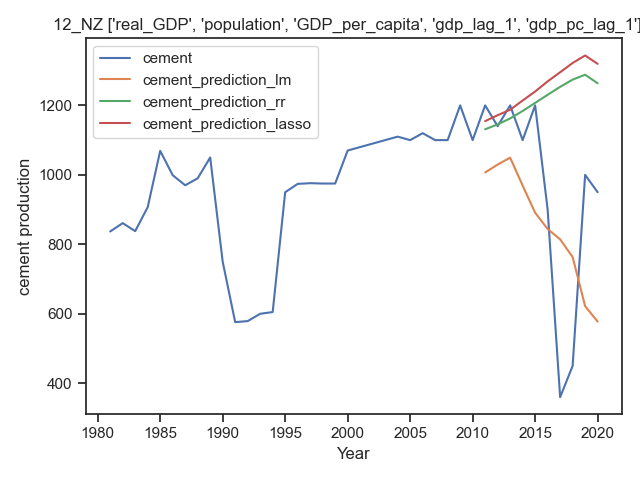 12_NZ ['real_GDP', 'population', 'GDP_per_capita', 'gdp_lag_1', 'gdp_pc_lag_1']
cement
cement_prediction_lm
cement_prediction_rr
cement_prediction_lasso
cement production
1200
1000
800
600
400
1980 1985 1990 1995 2000 2005 2010 2015 2020
Year